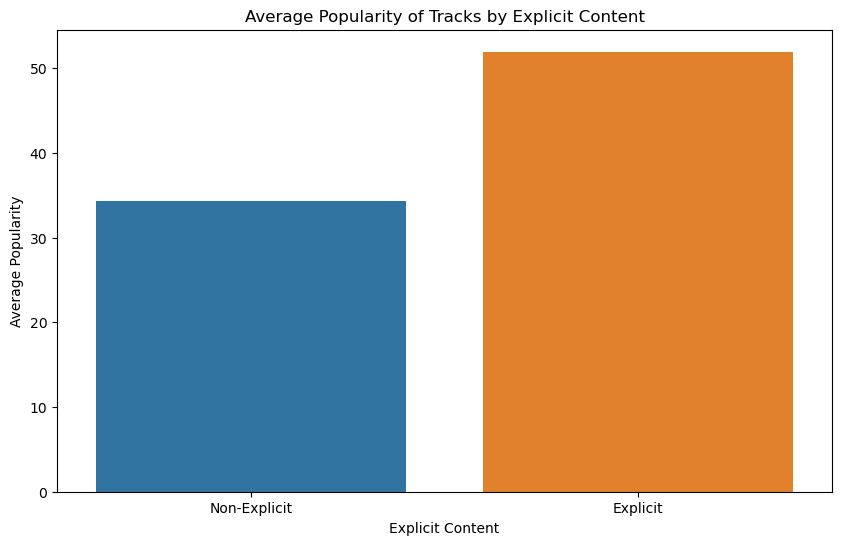 Average Popularity of Tracks by Explicit Content
50
40
30
20
10
0
Average Popularity
Non-Explicit
Explicit
Explicit Content